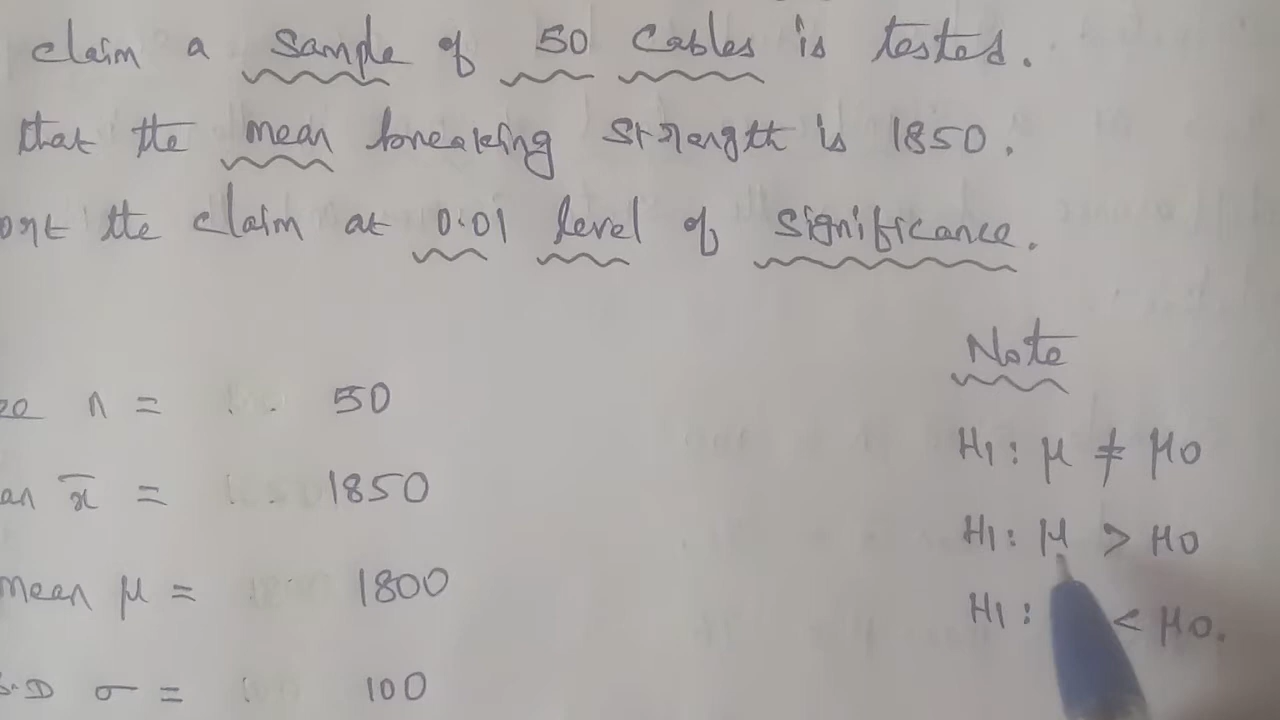 claim a sample of 50 cables is tested.
that the mean breaking strength is 1850.
the claim at 0.01 level of significance.
Note
n = 50
H1 : μ ≠ μ0
x̄ = 1850
H1 : μ > μ0
mean μ = 1800
H1 : < μ0.
S.D σ = 100